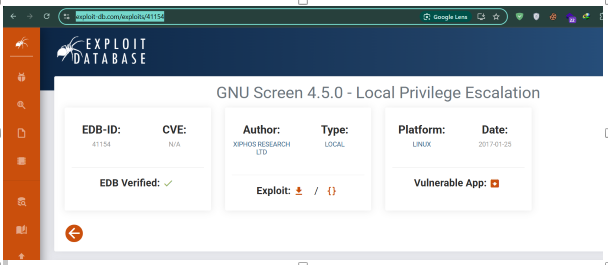 exploit-db.com/exploits/41154
Google Lens
22
EXPLOIT
DATABASE
GNU Screen 4.5.0 - Local Privilege Escalation
EDB-ID:
41154
CVE:
N/A
EDB Verified:
Author:
XIPHOS RESEARCH
LTD
Type:
LOCAL
Exploit: / {}
Platform:
LINUX
Date:
2017-01-25
Vulnerable App: